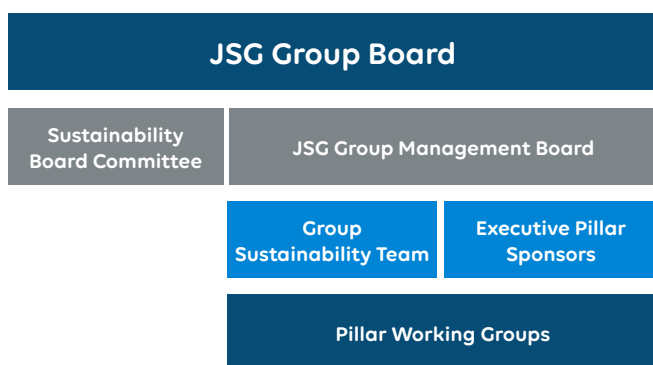 JSG Group Board
Sustainability
Board Committee
JSG Group Management Board
Group
Sustainability Team
Executive Pillar
Sponsors
Pillar Working Groups